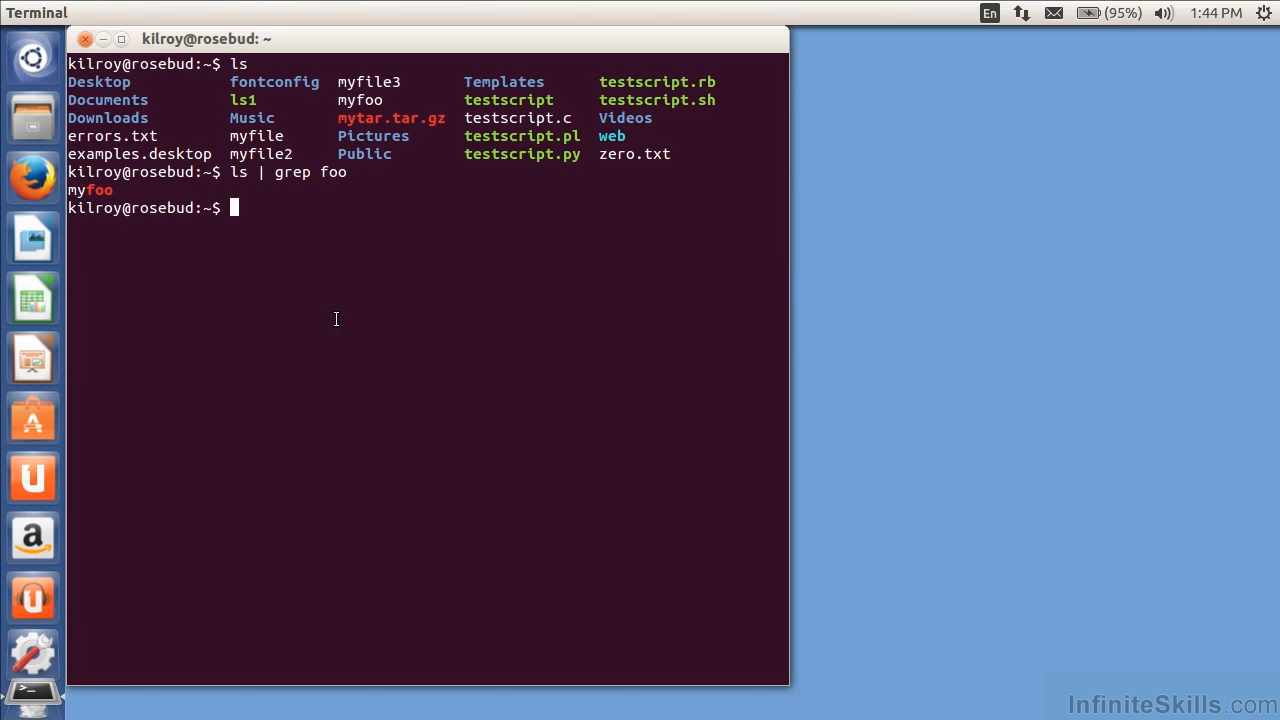 Terminal
En (95%) 1:44 PM
kilroy@rosebud: ~
kilroy@rosebud:~$ ls
Desktop fontconfig myfile3 Templates testscript.rb
Documents ls1 myfoo testscript testscript.sh
Downloads Music mytar.tar.gz testscript.c Videos
errors.txt myfile Pictures testscript.pl web
examples.desktop myfile2 Public testscript.py zero.txt
kilroy@rosebud:~$ ls | grep foo
myfoo
kilroy@rosebud:~$
InfiniteSkills.com